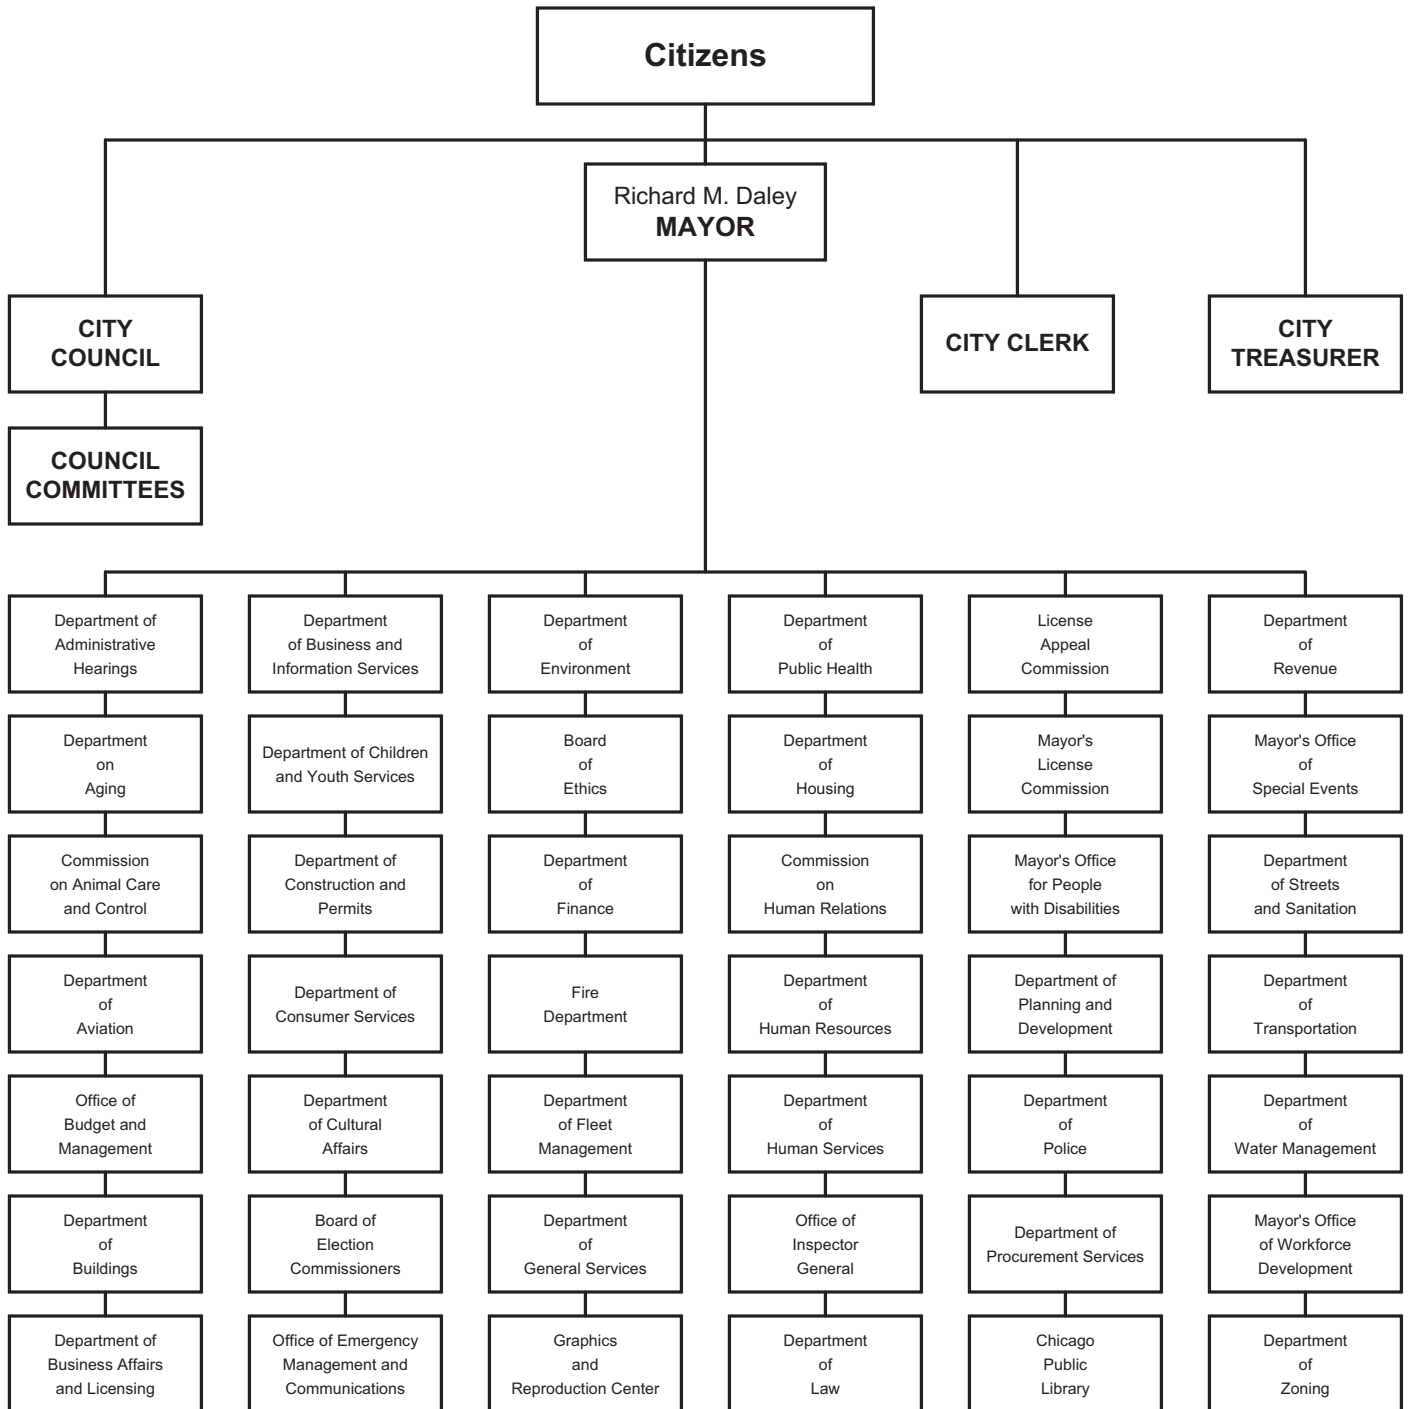 Citizens
Richard M. Daley
MAYOR
CITY
COUNCIL
CITY CLERK
CITY
TREASURER
COUNCIL
COMMITTEES
Department of
Administrative
Hearings
Department
of Business and
Information Services
Department
of
Environment
Department
of
Public Health
License
Appeal
Commission
Department
of
Revenue
Department
on
Aging
Department of Children
and Youth Services
Board
of
Ethics
Department
of
Housing
Mayor's
License
Commission
Mayor's Office
of
Special Events
Commission
on Animal Care
and Control
Department of
Construction and
Permits
Department
of
Finance
Commission
on
Human Relations
Mayor's Office
for People
with Disabilities
Department
of Streets
and Sanitation
Department
of
Aviation
Department of
Consumer Services
Fire
Department
Department
of
Human Resources
Department of
Planning and
Development
Department
of
Transportation
Office of
Budget and
Management
Department
of Cultural
Affairs
Department
of Fleet
Management
Department
of
Human Services
Department
of
Police
Department
of
Water Management
Department
of
Buildings
Board of
Election
Commissioners
Department
of
General Services
Office of
Inspector
General
Department of
Procurement Services
Mayor's Office
of Workforce
Development
Department of
Business Affairs
and Licensing
Office of Emergency
Management and
Communications
Graphics
and
Reproduction Center
Department
of
Law
Chicago
Public
Library
Department
of
Zoning